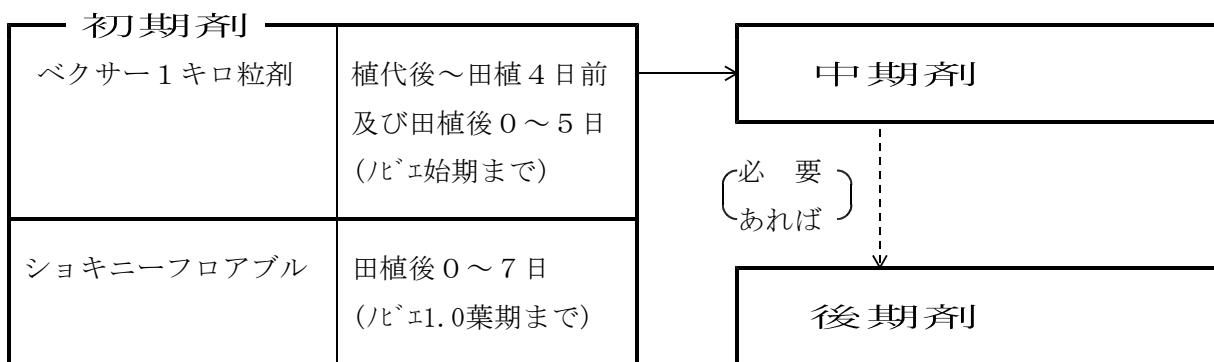 初期剤
ベクサー１キロ粒剤
植代後～田植４日前
及び田植後０～５日
(ﾉﾋﾞｴ始期まで)
ショキニーフロアブル
田植後０～７日
(ﾉﾋﾞｴ1.0葉期まで)
中期剤
必　要
あれば
後期剤